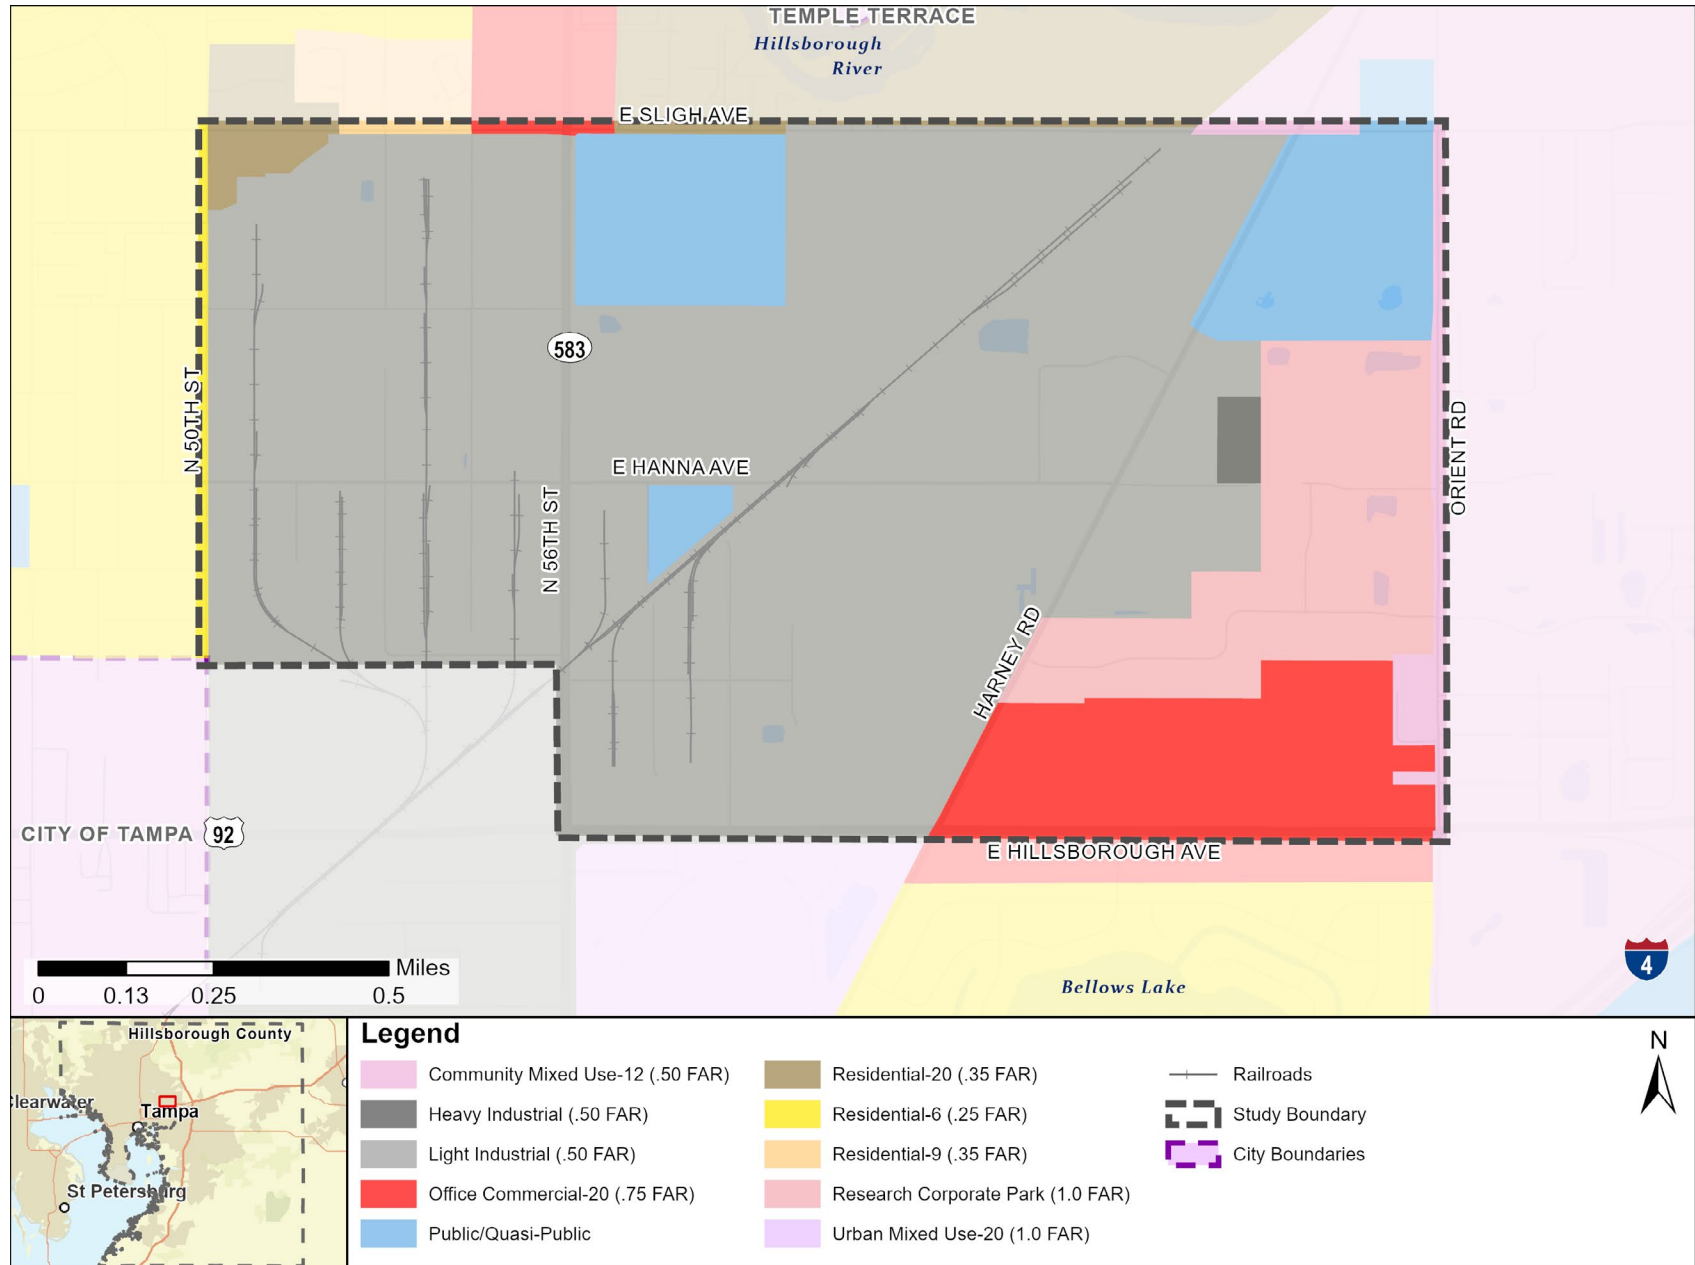 TEMPLE TERRACE
Hillsborough
River
E SLIGH AVE
583
N 50TH ST
E HANNA AVE
N 56TH ST
ORIENT RD
HARNEY RD
CITY OF TAMPA
92
E HILLSBOROUGH AVE
Bellows Lake
4
Miles
0 0.13 0.25 0.5
Hillsborough County
Clearwater
Tampa
St Petersburg
Legend
Community Mixed Use-12 (.50 FAR)
Heavy Industrial (.50 FAR)
Light Industrial (.50 FAR)
Office Commercial-20 (.75 FAR)
Public/Quasi-Public
Residential-20 (.35 FAR)
Residential-6 (.25 FAR)
Residential-9 (.35 FAR)
Research Corporate Park (1.0 FAR)
Urban Mixed Use-20 (1.0 FAR)
Railroads
Study Boundary
City Boundaries
N